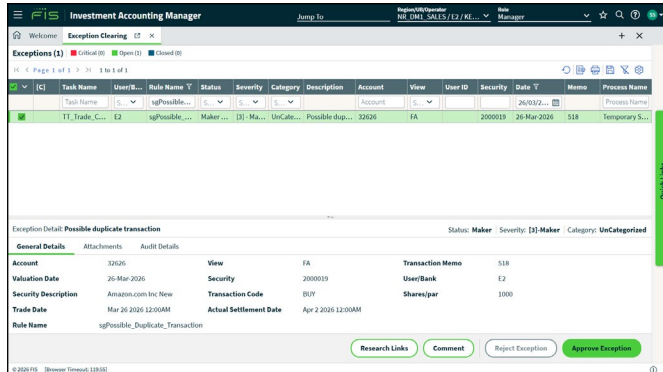 FIS Investment Accounting Manager Jump To Region/UB/Operator NR_DM1_SALES / E2 / KE... Role Manager SS
Welcome Exception Clearing
Exceptions (1) Critical (0) Open (1) Closed (0)
Page 1 of 1 1 to 1 of 1
[C] Task Name User/B... Rule Name Status Severity Category Description Account View User ID Security Date Memo Process Name
Task Name S... sgPossible... S... S... S... Account S... 26/03/2... Process Name
TT_Trade_C... E2 sgPossible_... Maker ... [3] - Ma... UnCate... Possible dup... 32626 FA 2000019 26-Mar-2026 518 Temporary S...
Exception Detail: Possible duplicate transaction Status: Maker Severity: [3]-Maker Category: UnCategorized
General Details Attachments Audit Details
Account 32626 View FA Transaction Memo 518
Valuation Date 26-Mar-2026 Security 2000019 User/Bank E2
Security Description Amazon.com Inc New Transaction Code BUY Shares/par 1000
Trade Date Mar 26 2026 12:00AM Actual Settlement Date Apr 2 2026 12:00AM
Rule Name sgPossible_Duplicate_Transaction
Research Links Comment Reject Exception Approve Exception
© 2026 FIS [Browser Timeout: 119:55]